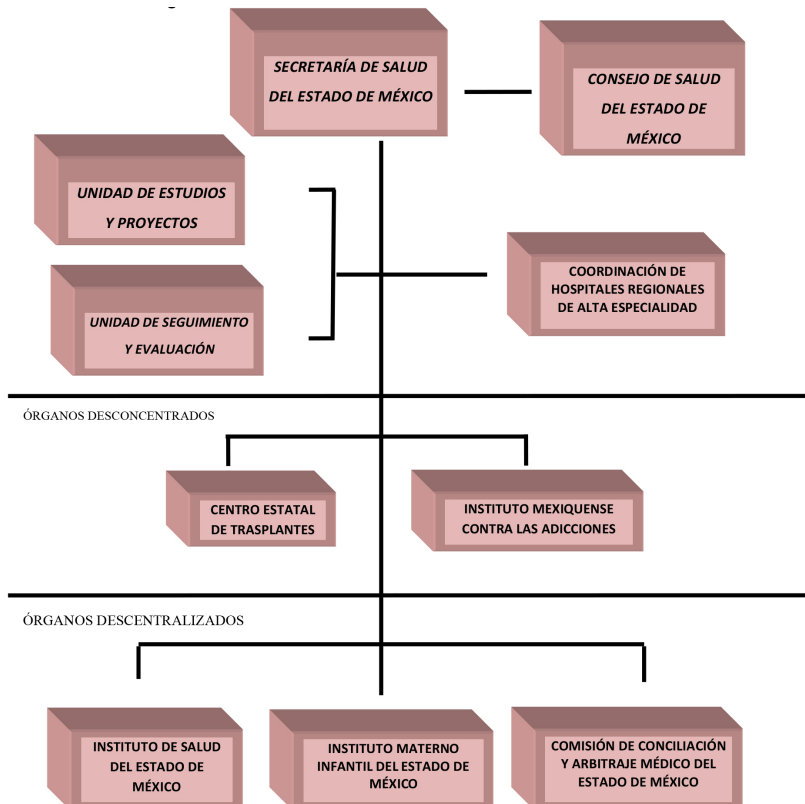 SECRETARÍA DE SALUD
DEL ESTADO DE MÉXICO
CONSEJO DE SALUD
DEL ESTADO DE
MÉXICO
UNIDAD DE ESTUDIOS
Y PROYECTOS
UNIDAD DE SEGUIMIENTO
Y EVALUACIÓN
COORDINACIÓN DE
HOSPITALES REGIONALES
DE ALTA ESPECIALIDAD
ÓRGANOS DESCONCENTRADOS
CENTRO ESTATAL
DE TRASPLANTES
INSTITUTO MEXIQUENSE
CONTRA LAS ADICCIONES
ÓRGANOS DESCENTRALIZADOS
INSTITUTO DE SALUD
DEL ESTADO DE
MÉXICO
INSTITUTO MATERNO
INFANTIL DEL ESTADO DE
MÉXICO
COMISIÓN DE CONCILIACIÓN
Y ARBITRAJE MÉDICO DEL
ESTADO DE MÉXICO